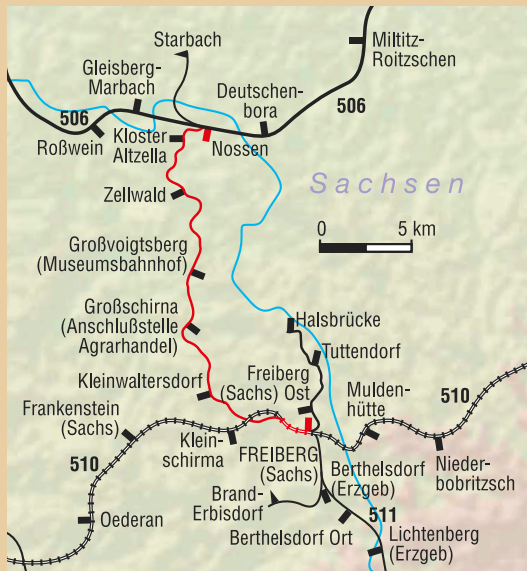 Starbach
Miltitz-
Roitzschen
Gleisberg-
Marbach
Deutschen-
bora
506
506
Roßwein
Kloster
Altzella
Nossen
Zellwald
Sachsen
0 5 km
Großvoigtsberg
(Museumsbahnhof)
Großschirna
(Anschlußstelle
Agrarhandel)
Halsbrücke
Tuttendorf
Kleinwaltersdorf
Freiberg
(Sachs) Ost
Mulden-
hütte
510
Frankenstein
(Sachs)
Klein-
schirma
FREIBERG
(Sachs)
Berthelsdorf
(Erzgeb)
Nieder-
bobritzsch
510
Brand-
Erbisdorf
Oederan
511
Berthelsdorf Ort
Lichtenberg
(Erzgeb)